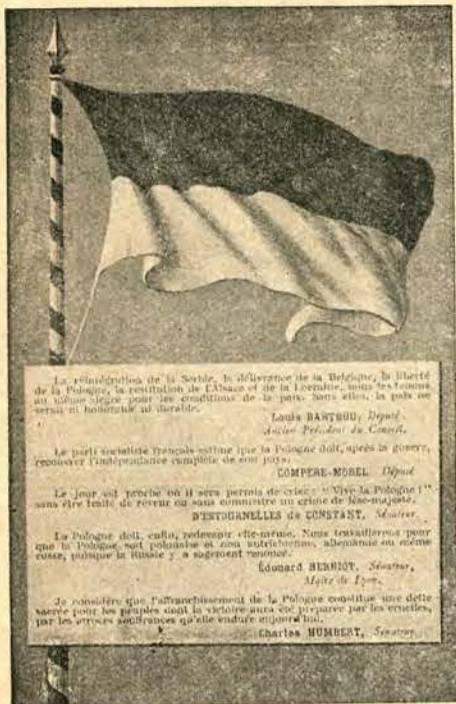 La réintégration de la Serbie, la délivrance de la Belgique, la liberté
de la Pologne, la restitution de l'Alsace et de la Lorraine, nous les tenons
au même degré pour les conditions de la paix. Sans elles, la paix ne
serait ni honorable ni durable.
Louis BARTHOU, Député
Ancien Président du Conseil.
Le parti socialiste français estime que la Pologne doit, après la guerre,
recouvrer l'indépendance complète de son pays.
COMPERE-MOREL Député
Le jour est proche où il sera permis de crier : "Vive la Pologne !"
sans être traité de rêveur ou sans commettre un crime de lèse-majesté.
D'ESTOURNELLES de CONSTANT, Sénateur.
La Pologne doit, enfin, redevenir elle-même. Nous travaillerons pour
que la Pologne soit polonaise et non autrichienne, allemande ou même
russe, puisque la Russie y a sagement renoncé.
Édouard HERRIOT, Sénateur,
Maire de Lyon.
Je considère que l'affranchissement de la Pologne constitue une dette
sacrée pour les peuples dont la victoire aura été préparée par les cruelles,
par les atroces souffrances qu'elle endure aujourd'hui.
Charles HUMBERT, Sénateur.